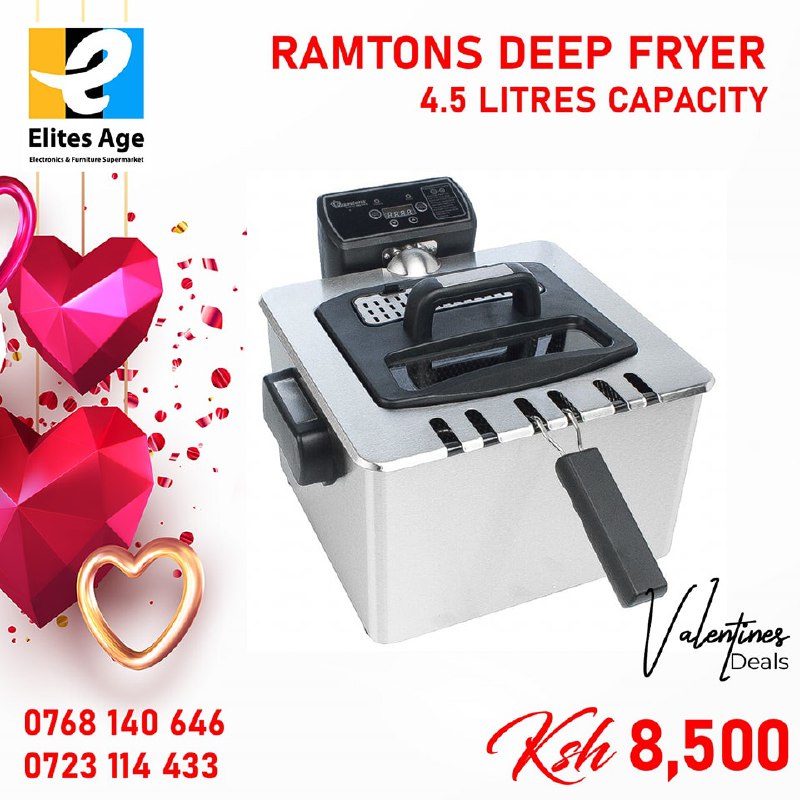 RAMTONS DEEP FRYER
4.5 LITRES CAPACITY
Elites Age
Electronics & Furniture Supermarket
Valentines
Deals
0768 140 646
0723 114 433
Ksh 8,500